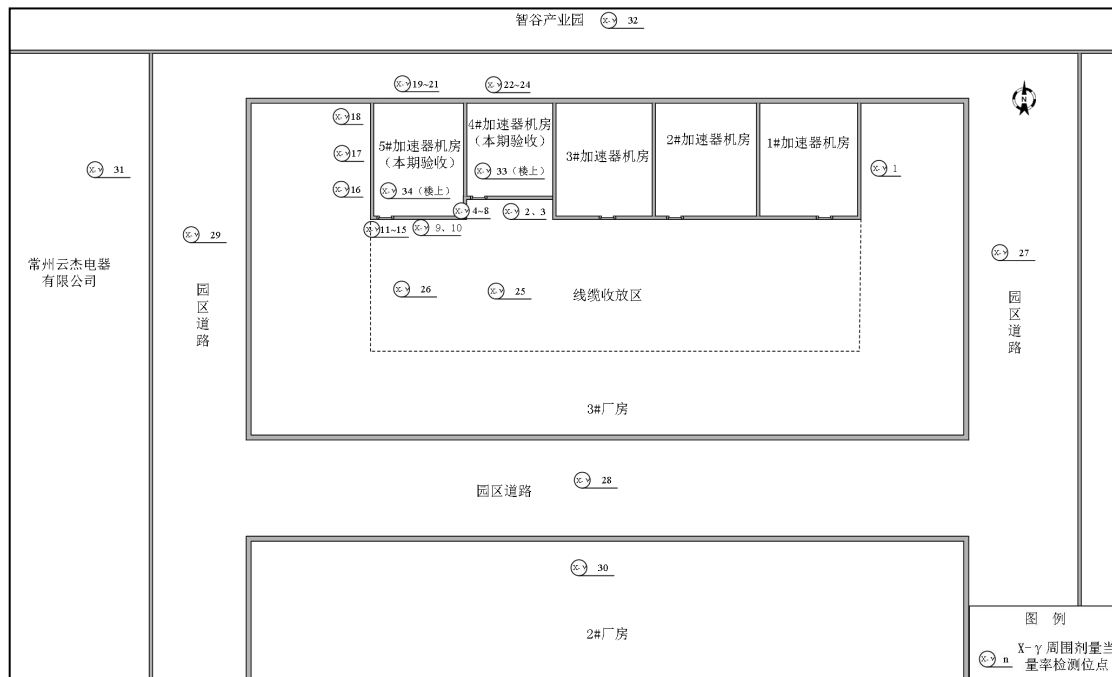 智谷产业园 X-γ 32
X-γ 19~21
X-γ 22~24
N
X-γ 18
4#加速器机房
(本期验收)
5#加速器机房
(本期验收)
3#加速器机房
2#加速器机房
1#加速器机房
X-γ 17
X-γ 31
X-γ 33(楼上)
X-γ 1
X-γ 16
X-γ 34(楼上)
X-γ 4~8
X-γ 2、3
X-γ 11~15
X-γ 9、10
X-γ 29
X-γ 27
常州云杰电器
有限公司
园区道路
X-γ 26
X-γ 25
线缆收放区
园区道路
3#厂房
园区道路
X-γ 28
X-γ 30
2#厂房
图 例
X-γ n
X-γ周围剂量当
量率检测位点